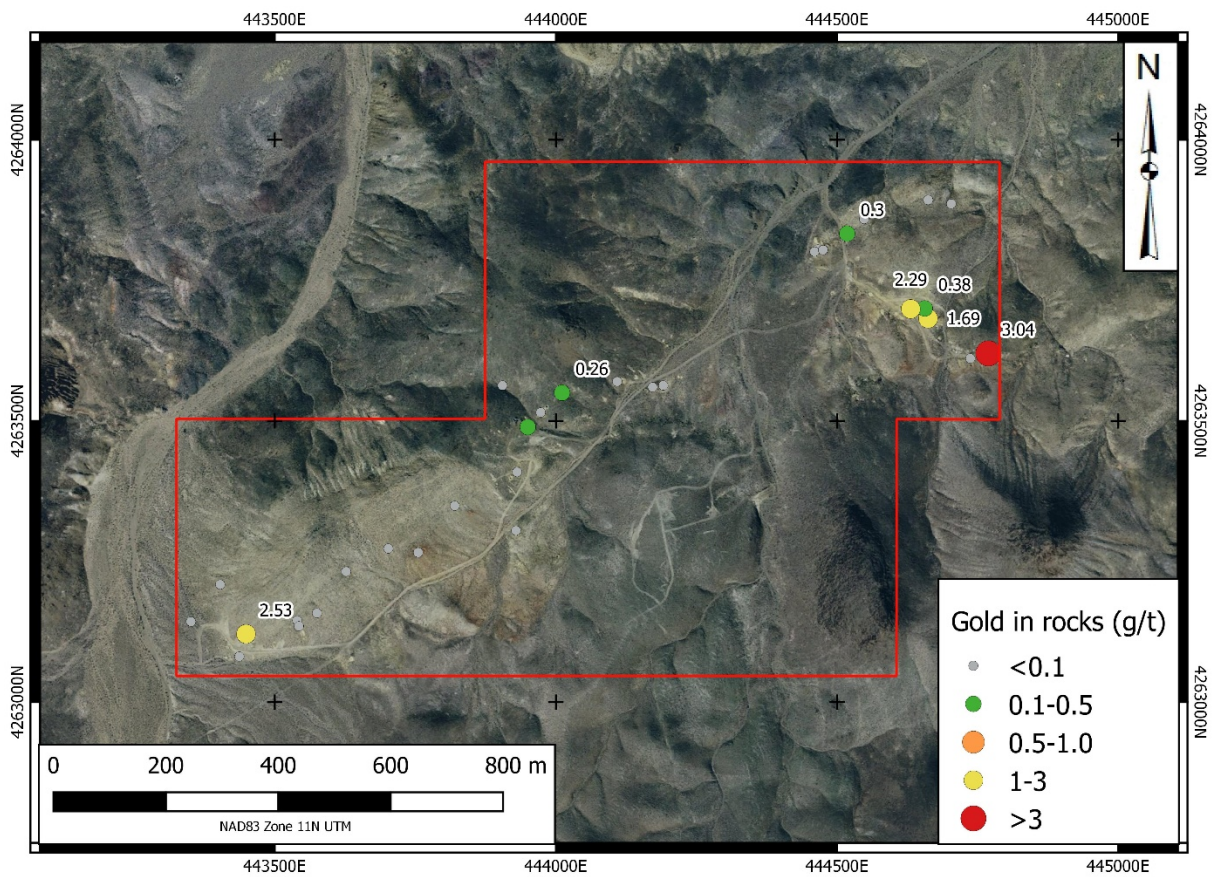 443500E
444000E
444500E
445000E
N
4264000N
4264000N
0.3
2.29
0.38
1.69
3.04
0.26
4263500N
4263500N
2.53
4263000N
4263000N
Gold in rocks (g/t)
<0.1
0.1-0.5
0.5-1.0
1-3
>3
0 200 400 600 800 m
NAD83 Zone 11N UTM
443500E
444000E
444500E
445000E